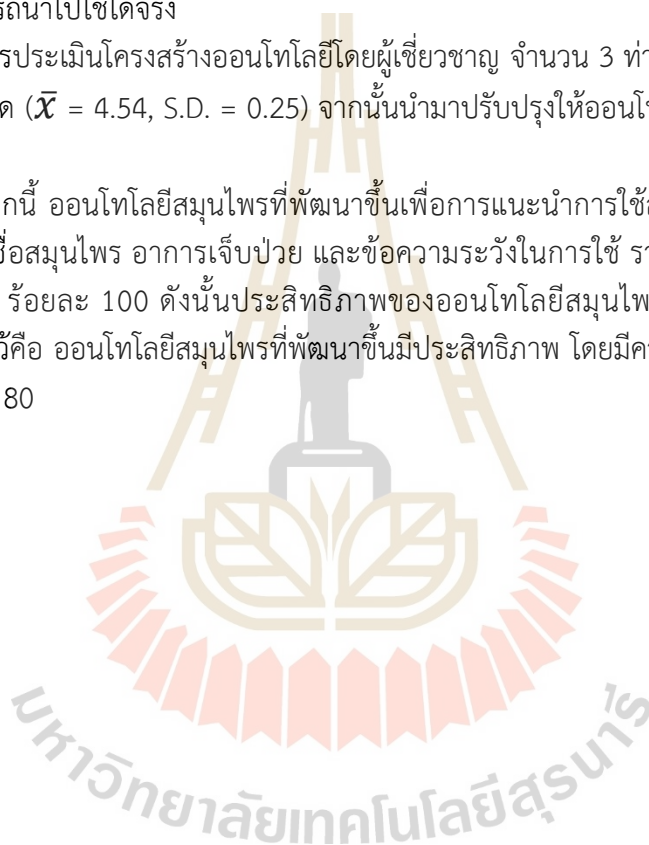 รถนำไปใช้ได้จริง
รประเมินโครงสร้างออนโทโลยีโดยผู้เชี่ยวชาญ จำนวน 3 ท่า
ด (x̄ = 4.54, S.D. = 0.25) จากนั้นนำมาปรับปรุงให้ออนโท
กนี้ ออนโทโลยีสมุนไพรที่พัฒนาขึ้นเพื่อการแนะนำการใช้ส
ชื่อสมุนไพร อาการเจ็บป่วย และข้อความระวังในการใช้ รา
ร้อยละ 100 ดังนั้นประสิทธิภาพของออนโทโลยีสมุนไพ
ว้คือ ออนโทโลยีสมุนไพรที่พัฒนาขึ้นมีประสิทธิภาพ โดยมีค
80
มหาวิทยาลัยเทคโนโลยีสุรนารี